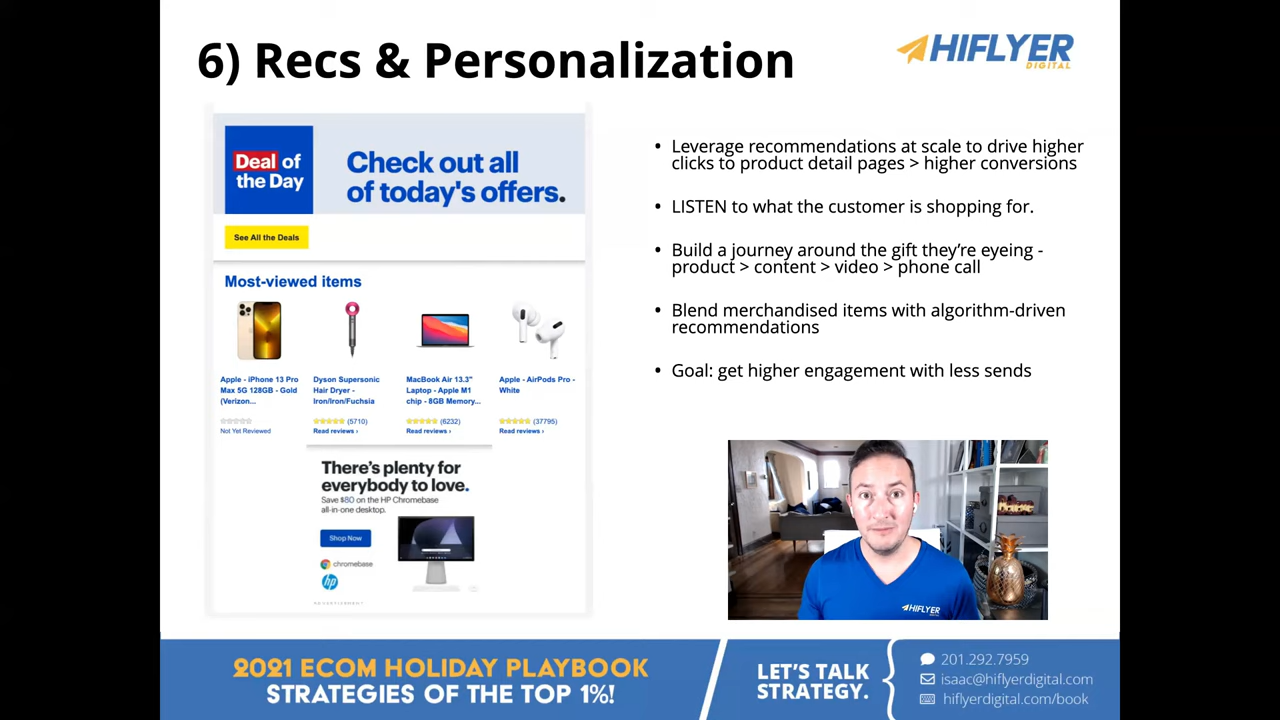 6) Recs & Personalization
HIFLYER
DIGITAL
Deal of
the Day
Check out all
of today's offers.
See All the Deals
Most-viewed items
Apple - iPhone 13 Pro
Max 5G 128GB - Gold
(Verizon...
Not Yet Reviewed
Dyson Supersonic
Hair Dryer -
Iron/Iron/Fuchsia
(5710)
Read reviews ›
MacBook Air 13.3"
Laptop - Apple M1
chip - 8GB Memory...
(6232)
Read reviews ›
Apple - AirPods Pro -
White
(37795)
Read reviews ›
There's plenty for
everybody to love.
Save $80 on the HP Chromebase
all-in-one desktop.
Shop Now
chromebase
hp
ADVERTISEMENT
• Leverage recommendations at scale to drive higher
clicks to product detail pages > higher conversions
• LISTEN to what the customer is shopping for.
• Build a journey around the gift they're eyeing -
product > content > video > phone call
• Blend merchandised items with algorithm-driven
recommendations
• Goal: get higher engagement with less sends
HIFLYER
2021 ECOM HOLIDAY PLAYBOOK
STRATEGIES OF THE TOP 1%!
LET'S TALK
STRATEGY.
201.292.7959
isaac@hiflyerdigital.com
hiflyerdigital.com/book